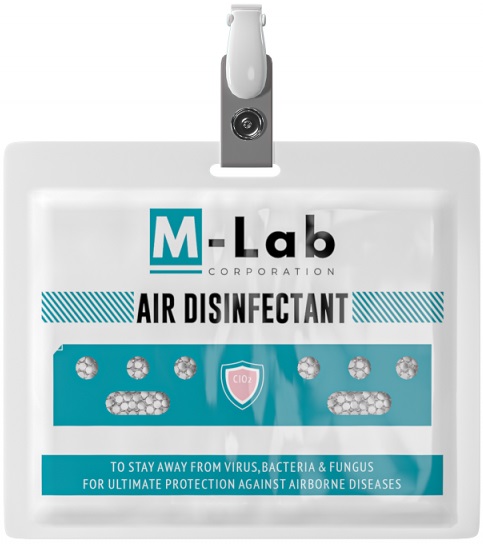 M-Lab
CORPORATION
AIR DISINFECTANT
ClO2
TO STAY AWAY FROM VIRUS,BACTERIA & FUNGUS
FOR ULTIMATE PROTECTION AGAINST AIRBORNE DISEASES